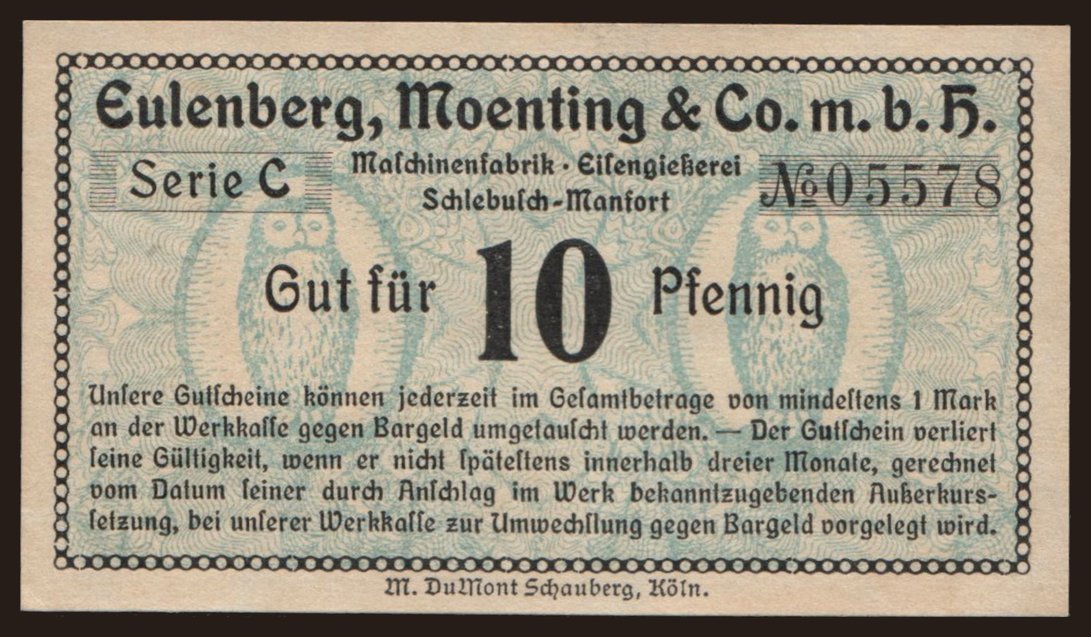 Eulenberg, Moenting & Co. m. b. H.
Serie C
Maſchinenfabrik · Eiſengießerei
Schlebuſch-Manfort
№ 05578
Gut für 10 Pfennig
Unſere Gutſcheine können jederzeit im Geſamtbetrage von mindeſtens 1 Mark
an der Werkkaſſe gegen Bargeld umgetauſcht werden. — Der Gutſchein verliert
ſeine Gültigkeit, wenn er nicht ſpäteſtens innerhalb dreier Monate, gerechnet
vom Datum ſeiner durch Anſchlag im Werk bekanntzugebenden Außerkurs-
ſetzung, bei unſerer Werkkaſſe zur Umwechſlung gegen Bargeld vorgelegt wird.
M. DuMont Schauberg, Köln.